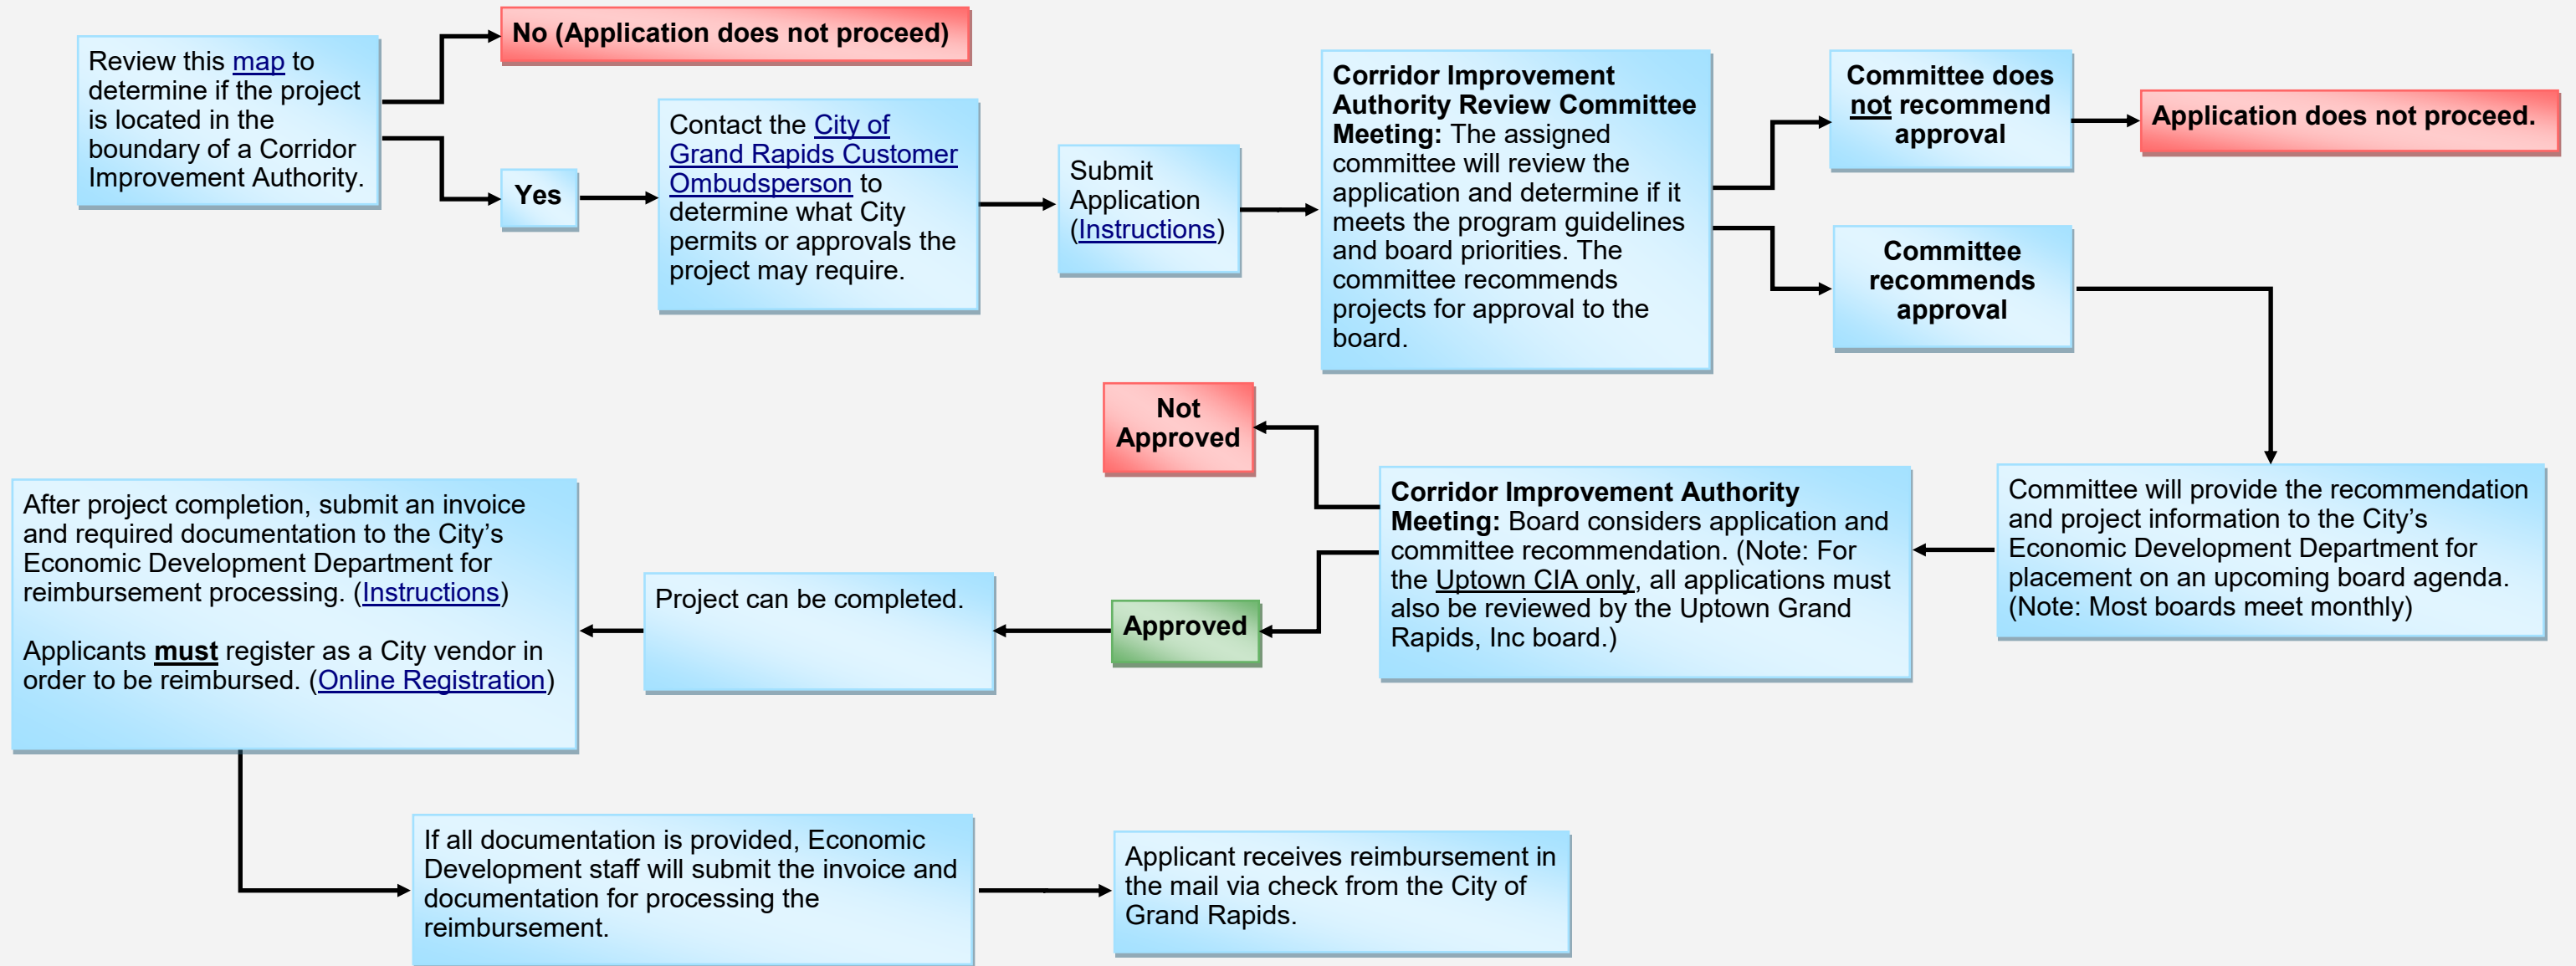 Review this map to
determine if the project
is located in the
boundary of a Corridor
Improvement Authority.
No (Application does not proceed)
Yes
Contact the City of
Grand Rapids Customer
Ombudsperson to
determine what City
permits or approvals the
project may require.
Submit
Application
(Instructions)
Corridor Improvement
Authority Review Committee
Meeting: The assigned
committee will review the
application and determine if it
meets the program guidelines
and board priorities. The
committee recommends
projects for approval to the
board.
Committee does
not recommend
approval
Application does not proceed.
Committee
recommends
approval
Committee will provide the recommendation
and project information to the City’s
Economic Development Department for
placement on an upcoming board agenda.
(Note: Most boards meet monthly)
Corridor Improvement Authority
Meeting: Board considers application and
committee recommendation. (Note: For
the Uptown CIA only, all applications must
also be reviewed by the Uptown Grand
Rapids, Inc board.)
Not
Approved
Approved
Project can be completed.
After project completion, submit an invoice
and required documentation to the City’s
Economic Development Department for
reimbursement processing. (Instructions)
Applicants must register as a City vendor in
order to be reimbursed. (Online Registration)
If all documentation is provided, Economic
Development staff will submit the invoice and
documentation for processing the
reimbursement.
Applicant receives reimbursement in
the mail via check from the City of
Grand Rapids.